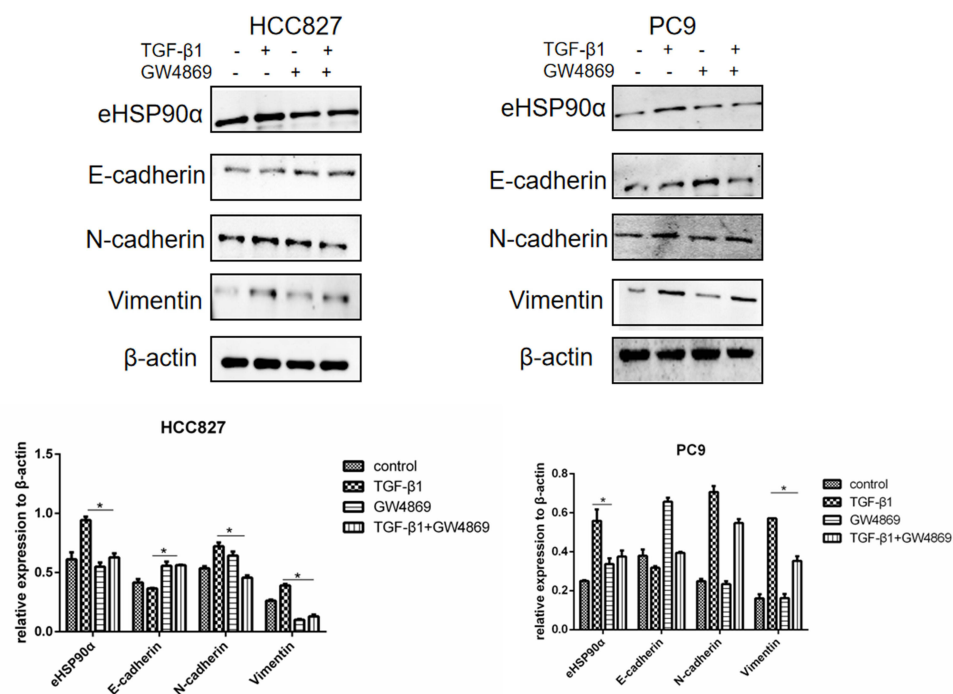 HCC827
TGF-β1 - + - +
GW4869 - - + +
eHSP90α
E-cadherin
N-cadherin
Vimentin
β-actin
PC9
TGF-β1 - + - +
GW4869 - - + +
eHSP90α
E-cadherin
N-cadherin
Vimentin
β-actin
HCC827
relative expression to β-actin
1.5
1.0
0.5
0.0
* * * *
eHSP90α
E-cadherin
N-cadherin
Vimentin
control
TGF-β1
GW4869
TGF-β1+GW4869
PC9
relative expression to β-actin
0.8
0.6
0.4
0.2
0.0
* *
eHSP90α
E-cadherin
N-cadherin
Vimentin
control
TGF-β1
GW4869
TGF-β1+GW4869